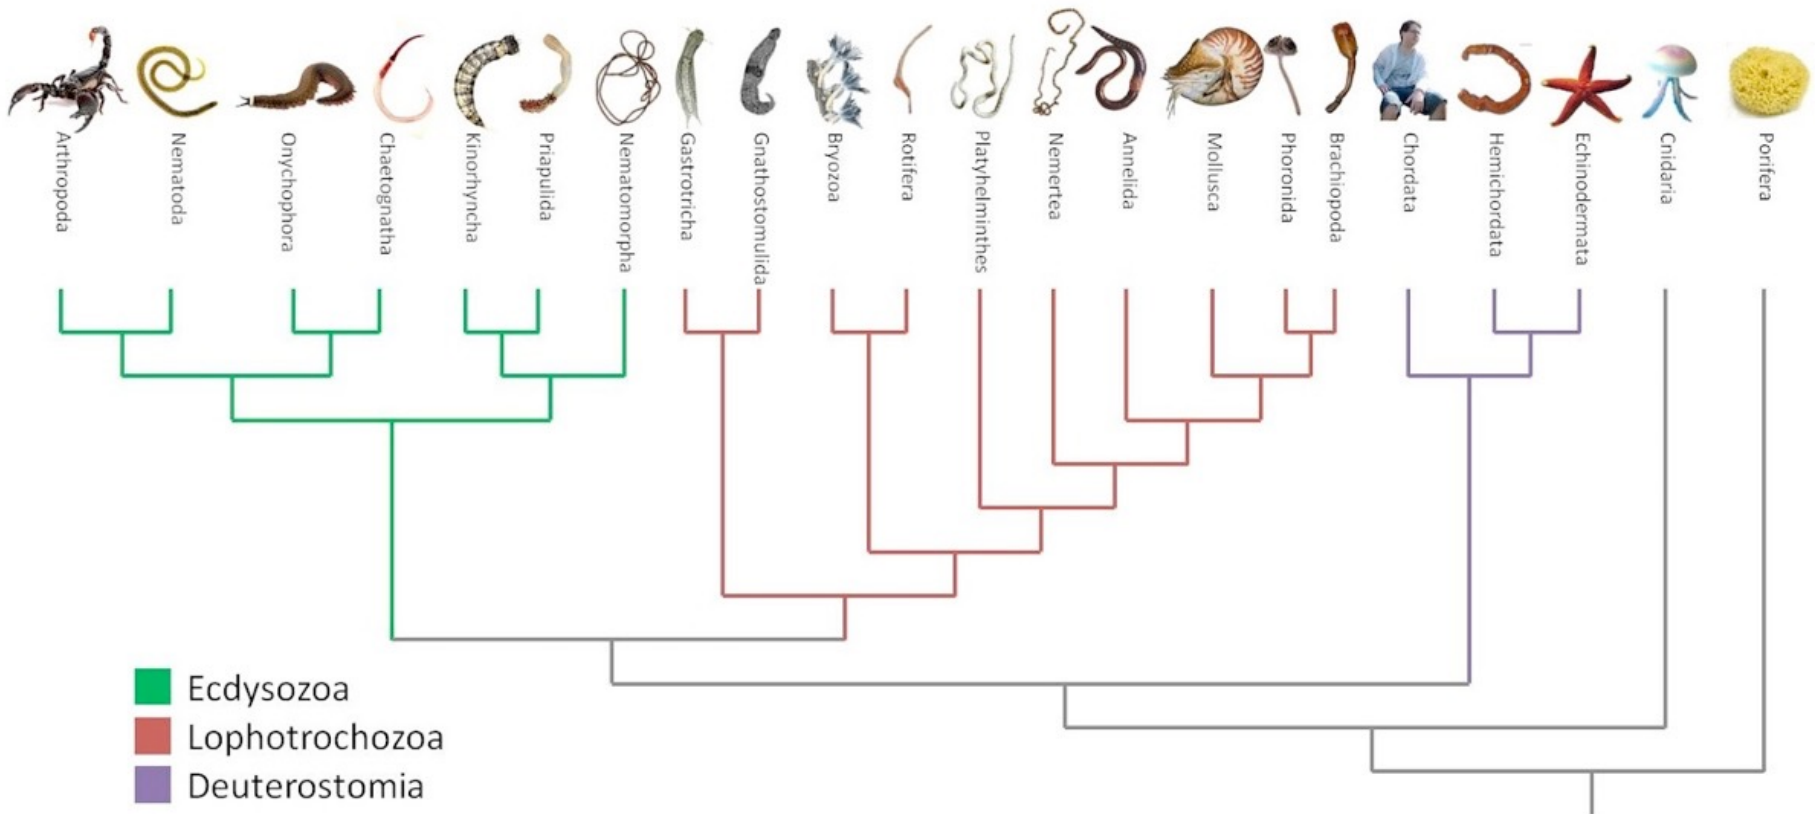 Arthropoda
Nematoda
Onychophora
Chaetognatha
Kinorhyncha
Priapulida
Nematomorpha
Gastrotricha
Gnathostomulida
Bryozoa
Rotifera
Platyhelminthes
Nemertea
Annelida
Mollusca
Phoronida
Brachiopoda
Chordata
Hemichordata
Echinodermata
Cnidaria
Porifera
Ecdysozoa
Lophotrochozoa
Deuterostomia